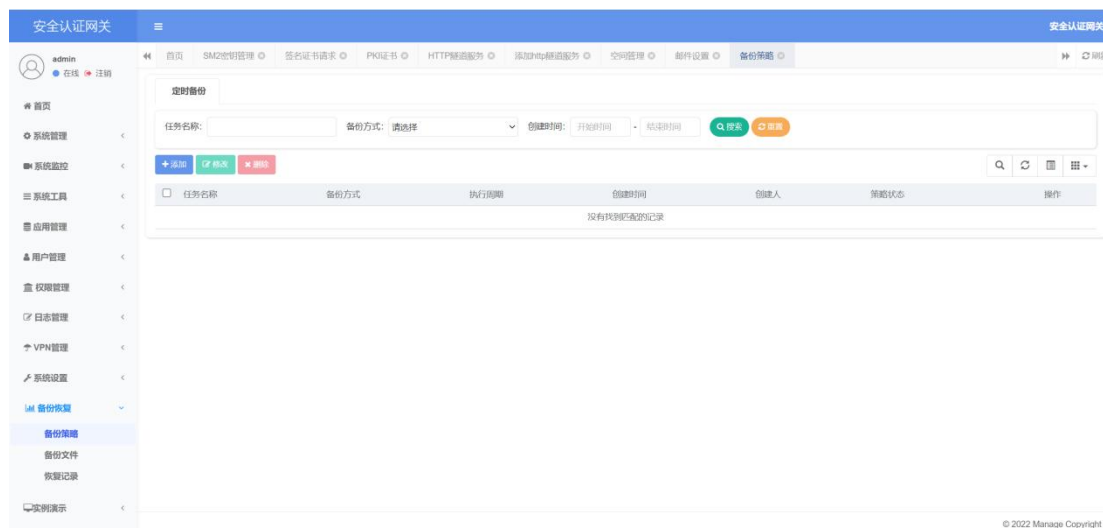 安全认证网关
安全认证网关
admin
在线 注销
首页 SM2密钥管理 签名证书请求 PKI证书 HTTP隧道服务 添加http隧道服务 空间管理 邮件设置 备份策略
首页
系统管理
系统监控
系统工具
应用管理
用户管理
权限管理
日志管理
VPN管理
系统设置
备份恢复
备份策略
备份文件
恢复记录
实例演示
定时备份
任务名称: 备份方式: 请选择 创建时间: 开始时间 - 结束时间 搜索 重置
添加 修改 删除
任务名称 备份方式 执行周期 创建时间 创建人 策略状态 操作
没有找到匹配的记录
© 2022 Manage Copyright